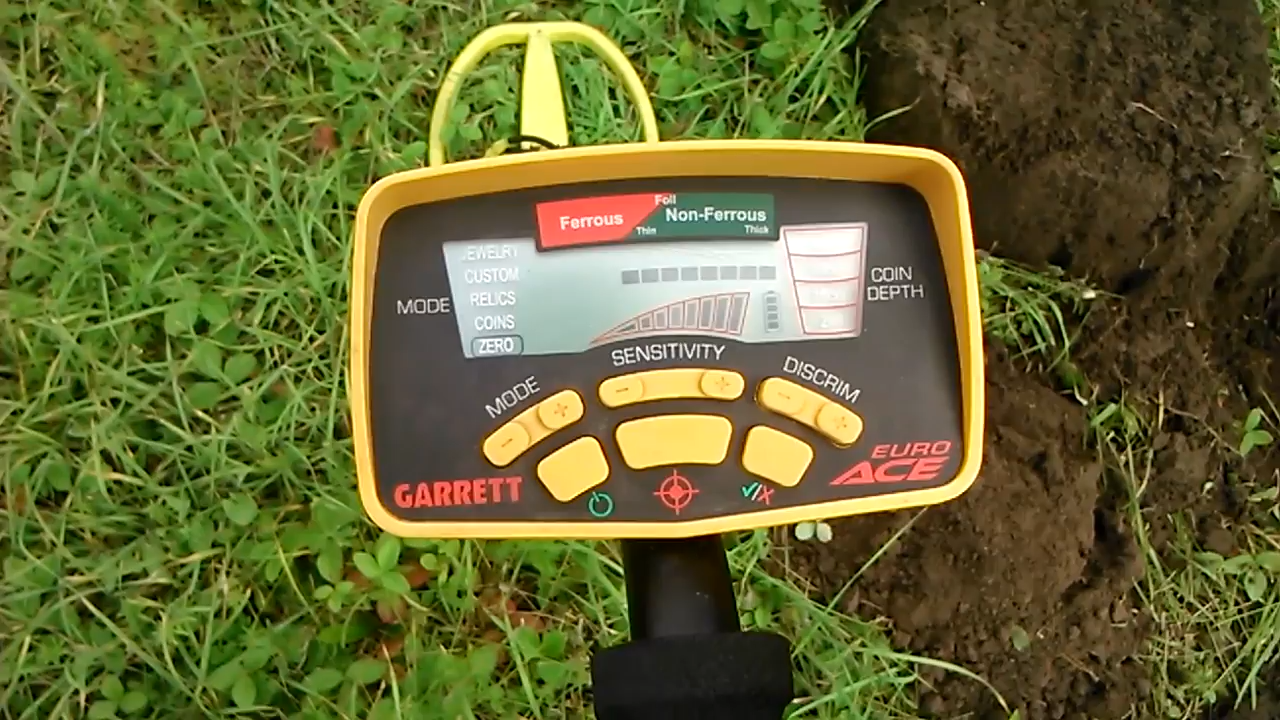 Foil
Ferrous Non-Ferrous
Thin Thick
JEWELRY
CUSTOM
RELICS
COINS
ZERO
MODE
COIN
DEPTH
SENSITIVITY
MODE
DISCRIM
- +
- +
- +
GARRETT
EURO
ACE